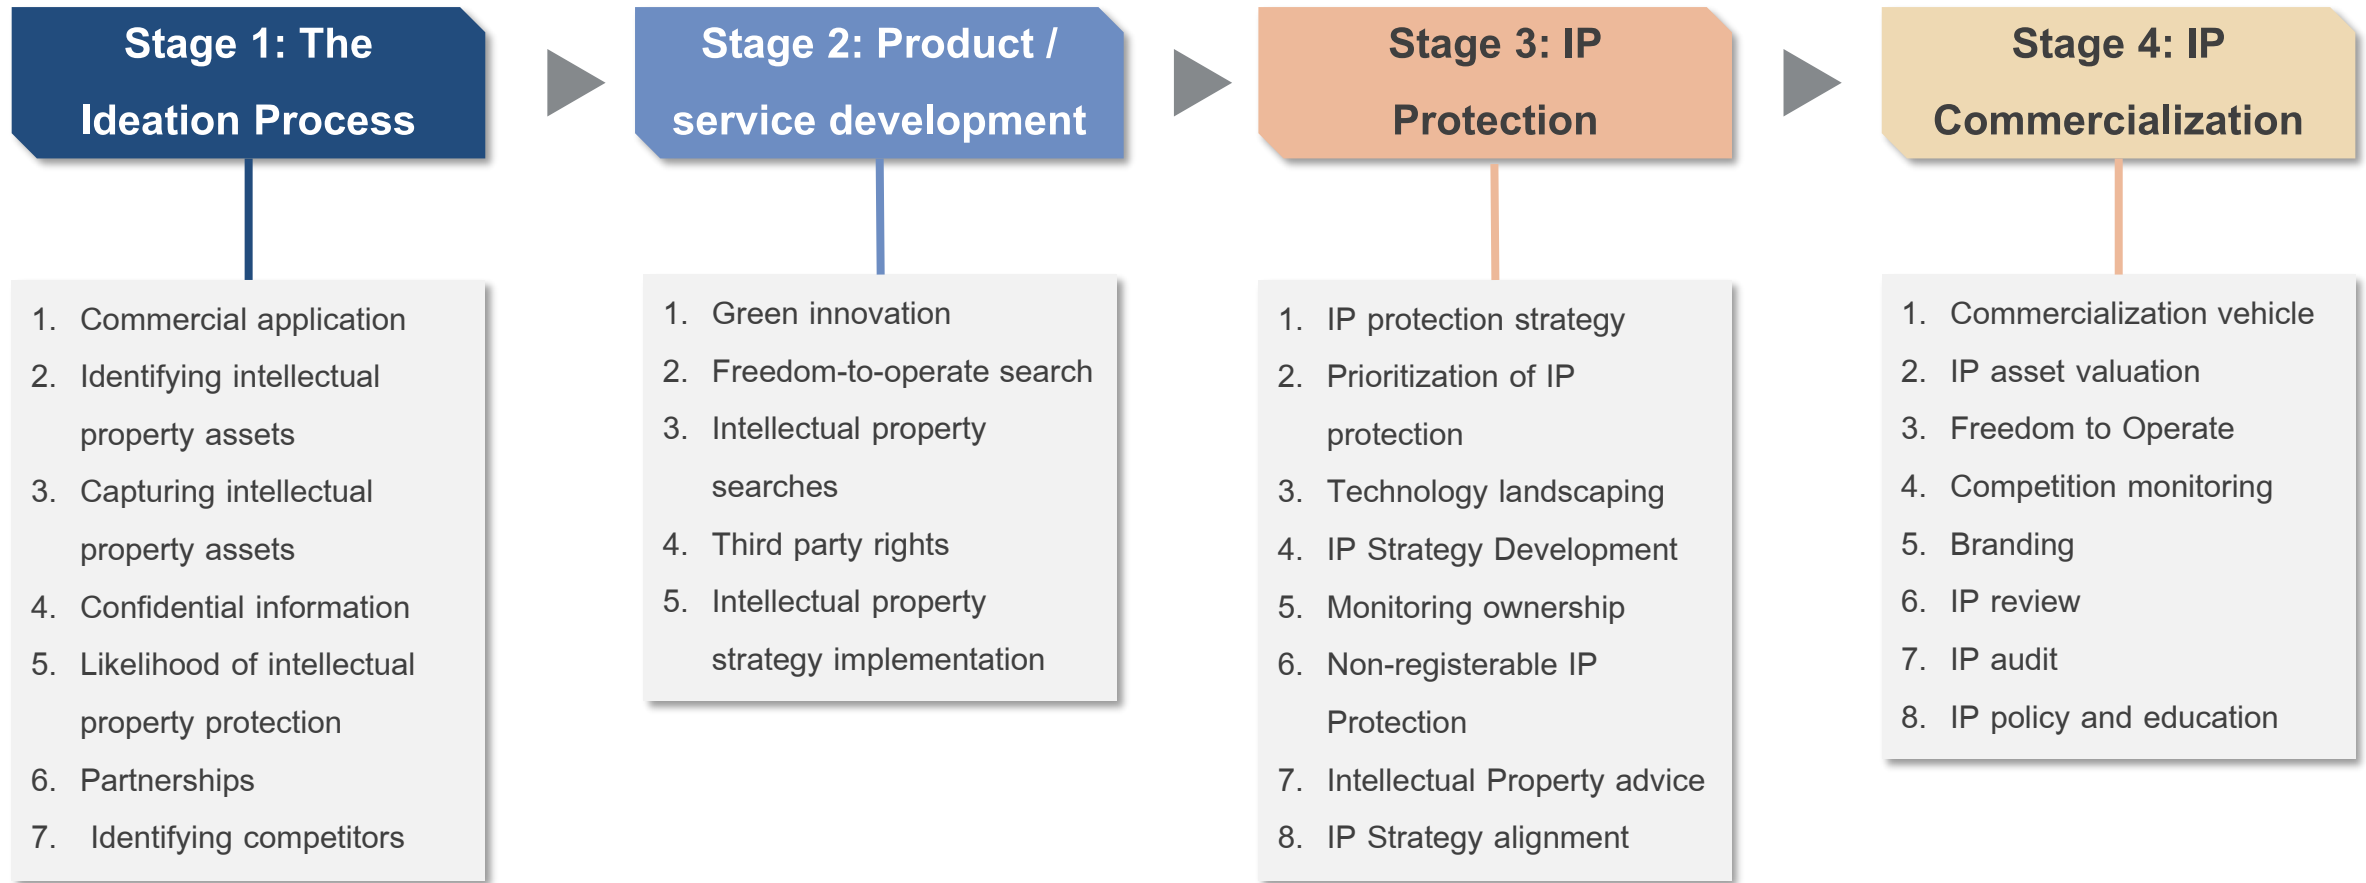 Stage 1: The
Ideation Process
Stage 2: Product /
service development
Stage 3: IP
Protection
Stage 4: IP
Commercialization
1. Commercial application
2. Identifying intellectual
property assets
3. Capturing intellectual
property assets
4. Confidential information
5. Likelihood of intellectual
property protection
6. Partnerships
7. Identifying competitors
1. Green innovation
2. Freedom-to-operate search
3. Intellectual property
searches
4. Third party rights
5. Intellectual property
strategy implementation
1. IP protection strategy
2. Prioritization of IP
protection
3. Technology landscaping
4. IP Strategy Development
5. Monitoring ownership
6. Non-registerable IP
Protection
7. Intellectual Property advice
8. IP Strategy alignment
1. Commercialization vehicle
2. IP asset valuation
3. Freedom to Operate
4. Competition monitoring
5. Branding
6. IP review
7. IP audit
8. IP policy and education